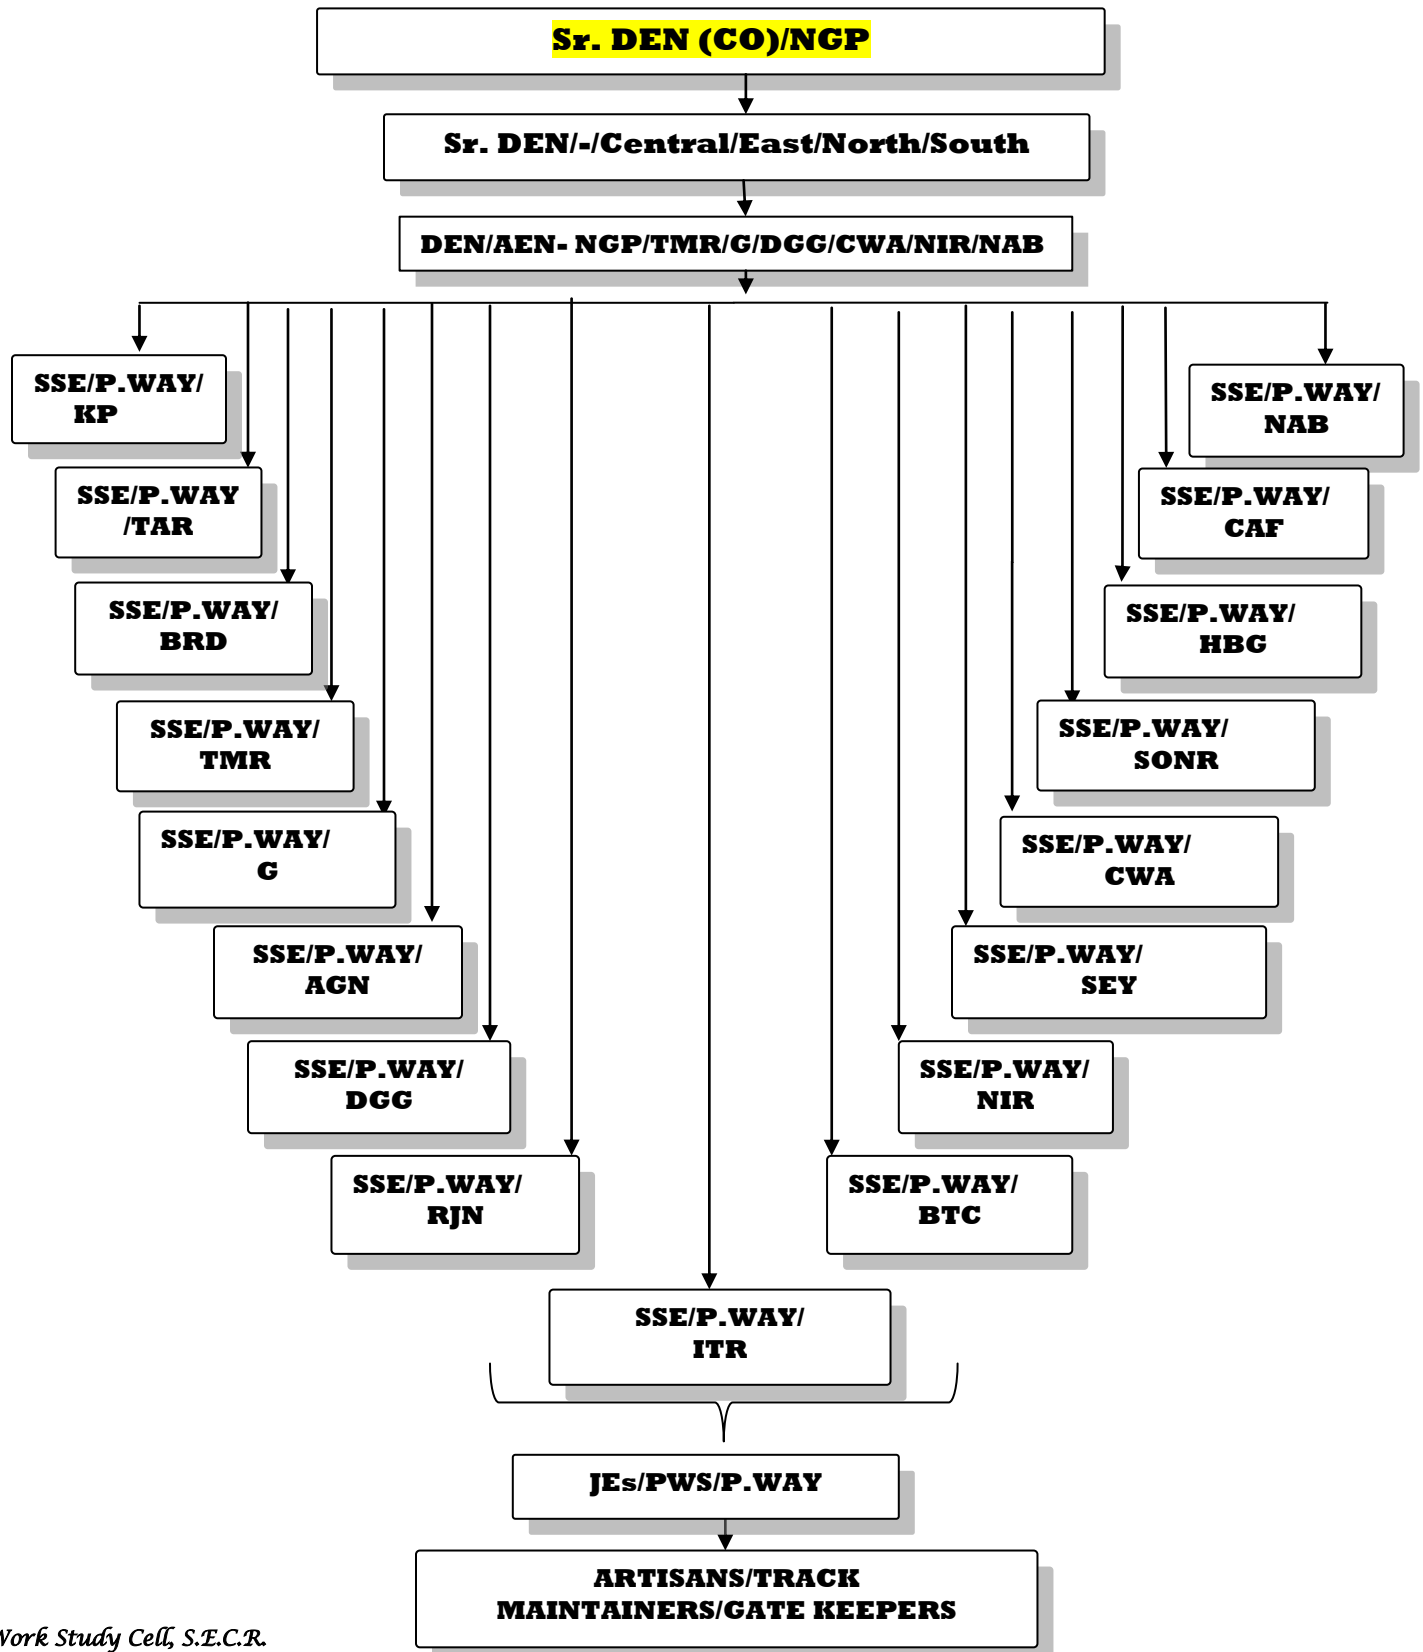 Sr. DEN (CO)/NGP
Sr. DEN/-/Central/East/North/South
DEN/AEN- NGP/TMR/G/DGG/CWA/NIR/NAB
SSE/P.WAY/
KP
SSE/P.WAY/
NAB
SSE/P.WAY
/TAR
SSE/P.WAY/
CAF
SSE/P.WAY/
BRD
SSE/P.WAY/
HBG
SSE/P.WAY/
TMR
SSE/P.WAY/
SONR
SSE/P.WAY/
G
SSE/P.WAY/
CWA
SSE/P.WAY/
AGN
SSE/P.WAY/
SEY
SSE/P.WAY/
DGG
SSE/P.WAY/
NIR
SSE/P.WAY/
RJN
SSE/P.WAY/
BTC
SSE/P.WAY/
ITR
JEs/PWS/P.WAY
ARTISANS/TRACK
MAINTAINERS/GATE KEEPERS
Work Study Cell, S.E.C.R.